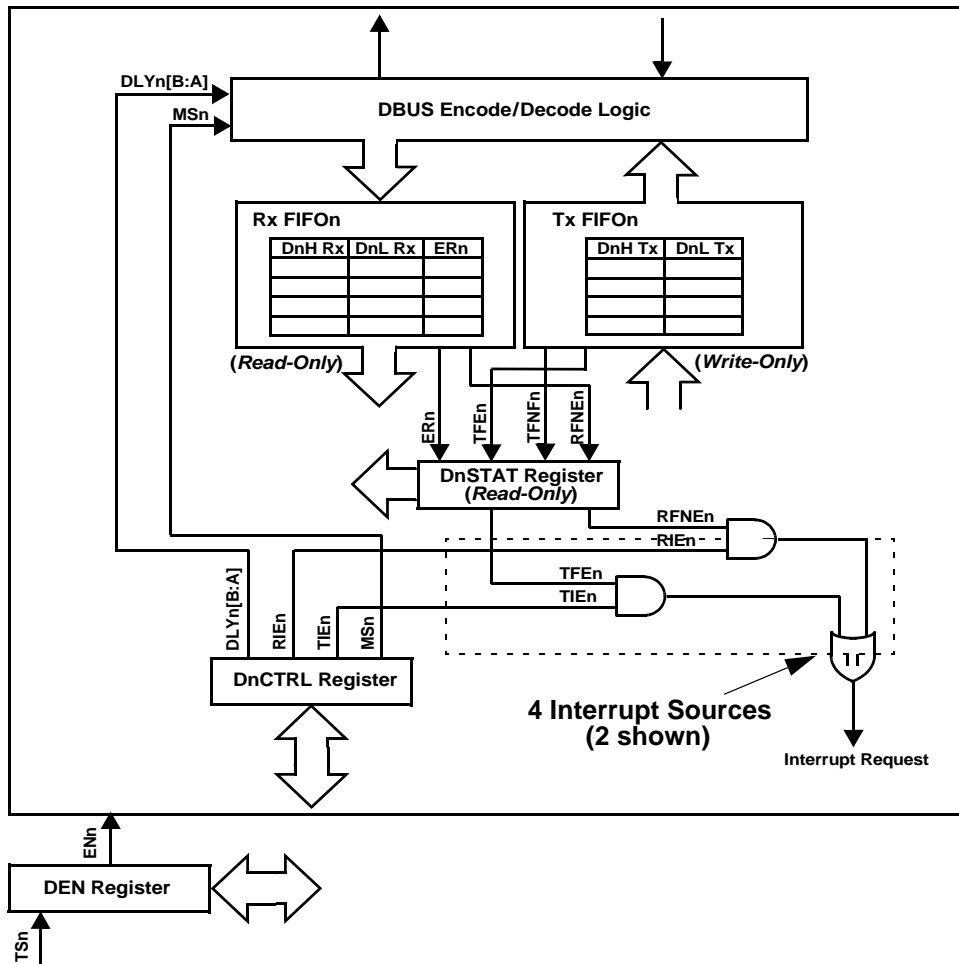 DLYn[B:A]
MSn
DBUS Encode/Decode Logic
Rx FIFOn
DnH Rx DnL Rx ERn
(Read-Only)
Tx FIFOn
DnH Tx DnL Tx
(Write-Only)
ERn
TFEn
TFNFn
RFNEn
DnSTAT Register
(Read-Only)
RFNEn
RIEn
TFEn
TIEn
DLYn[B:A]
RIEn
TIEn
MSn
DnCTRL Register
4 Interrupt Sources
(2 shown)
Interrupt Request
ENn
DEN Register
TSn